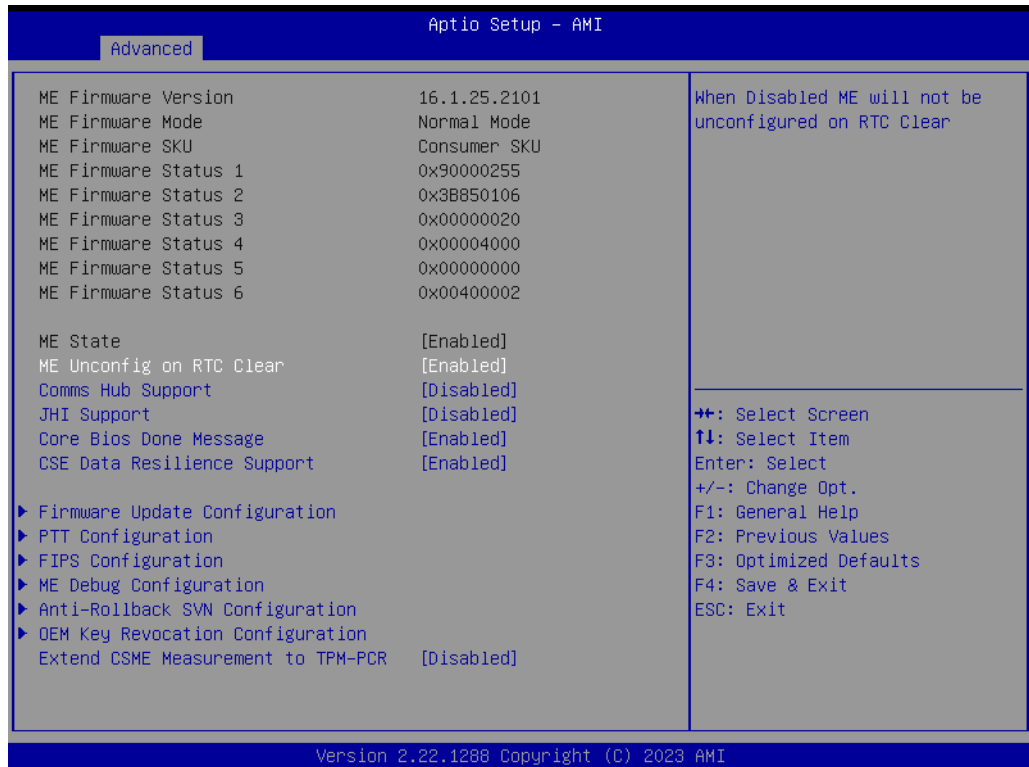 Aptio Setup – AMI
Advanced
ME Firmware Version 16.1.25.2101
ME Firmware Mode Normal Mode
ME Firmware SKU Consumer SKU
ME Firmware Status 1 0x90000255
ME Firmware Status 2 0x3B850106
ME Firmware Status 3 0x00000020
ME Firmware Status 4 0x00004000
ME Firmware Status 5 0x00000000
ME Firmware Status 6 0x00400002
ME State [Enabled]
ME Unconfig on RTC Clear [Enabled]
Comms Hub Support [Disabled]
JHI Support [Disabled]
Core Bios Done Message [Enabled]
CSE Data Resilience Support [Enabled]
Firmware Update Configuration
PTT Configuration
FIPS Configuration
ME Debug Configuration
Anti-Rollback SVN Configuration
OEM Key Revocation Configuration
Extend CSME Measurement to TPM-PCR [Disabled]
When Disabled ME will not be
unconfigured on RTC Clear
→←: Select Screen
↑↓: Select Item
Enter: Select
+/-: Change Opt.
F1: General Help
F2: Previous Values
F3: Optimized Defaults
F4: Save & Exit
ESC: Exit
Version 2.22.1288 Copyright (C) 2023 AMI